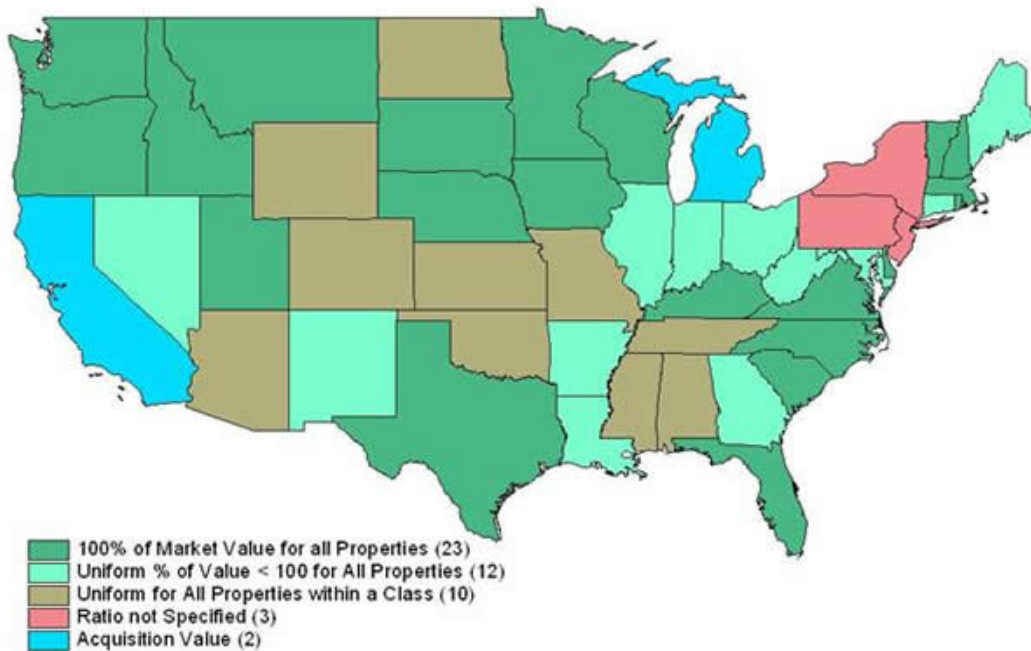 100% of Market Value for all Properties (23)
Uniform % of Value < 100 for All Properties (12)
Uniform for All Properties within a Class (10)
Ratio not Specified (3)
Acquisition Value (2)